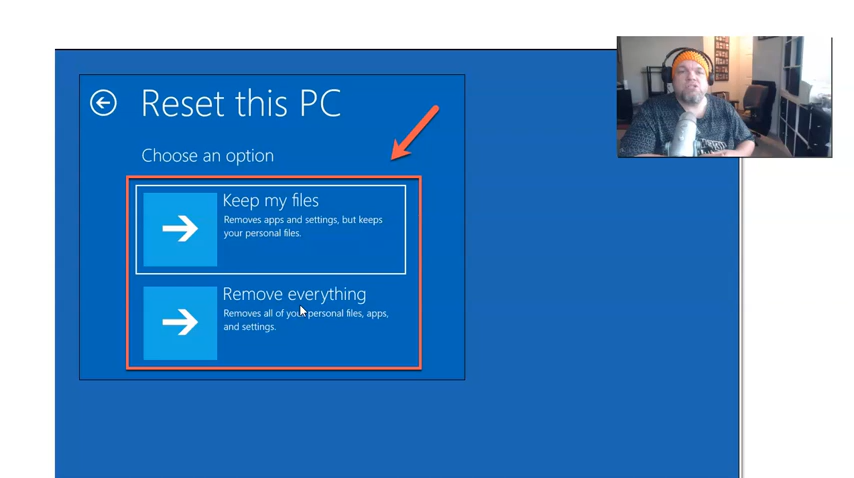 Reset this PC
Choose an option
Keep my files
Removes apps and settings, but keeps
your personal files.
Remove everything
Removes all of your personal files, apps,
and settings.